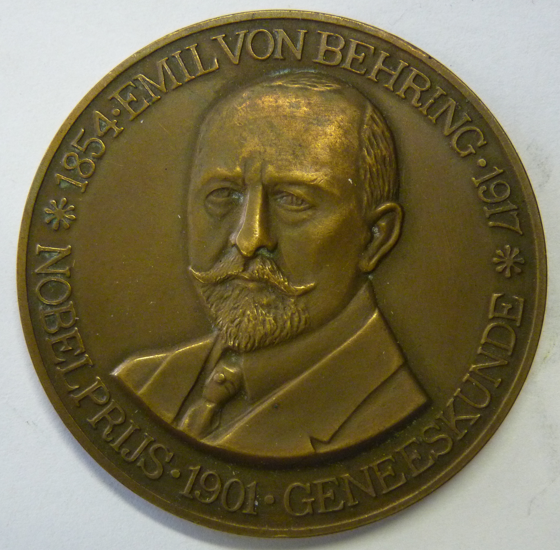 1854·EMIL VON BEHRING·1917
NOBELPRIJS·1901·GENEESKUNDE